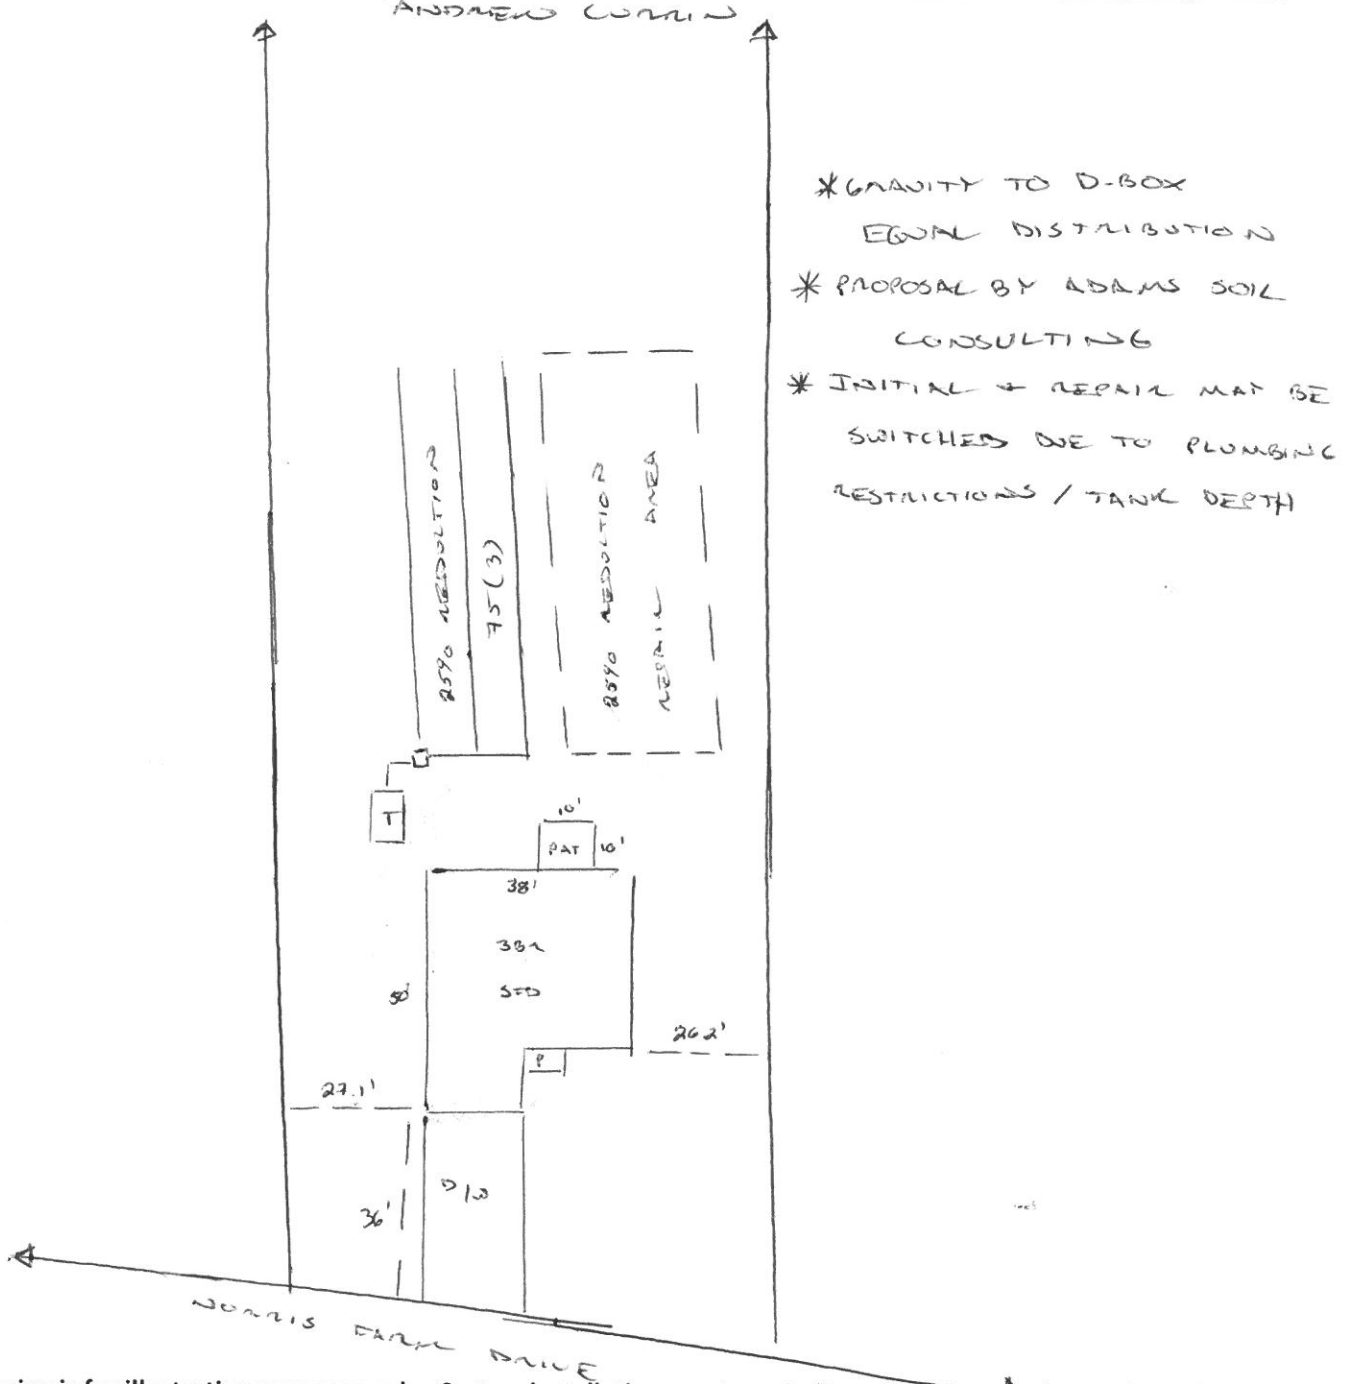 ANDREW CURRIN
*GRAVITY TO D-BOX
EQUAL DISTRIBUTION
* PROPOSAL BY ADAMS SOIL
CONSULTING
* INITIAL + REPAIR MAY BE
SWITCHED DUE TO PLUMBING
RESTRICTIONS / TANK DEPTH
25% REDUCTION
75(3)
25% REDUCTION
REPAIR AREA
T
10'
PAT 10'
38'
3BR
SFD
50'
P
26.2'
27.1'
D/W
36'
NORRIS FARM DRIVE